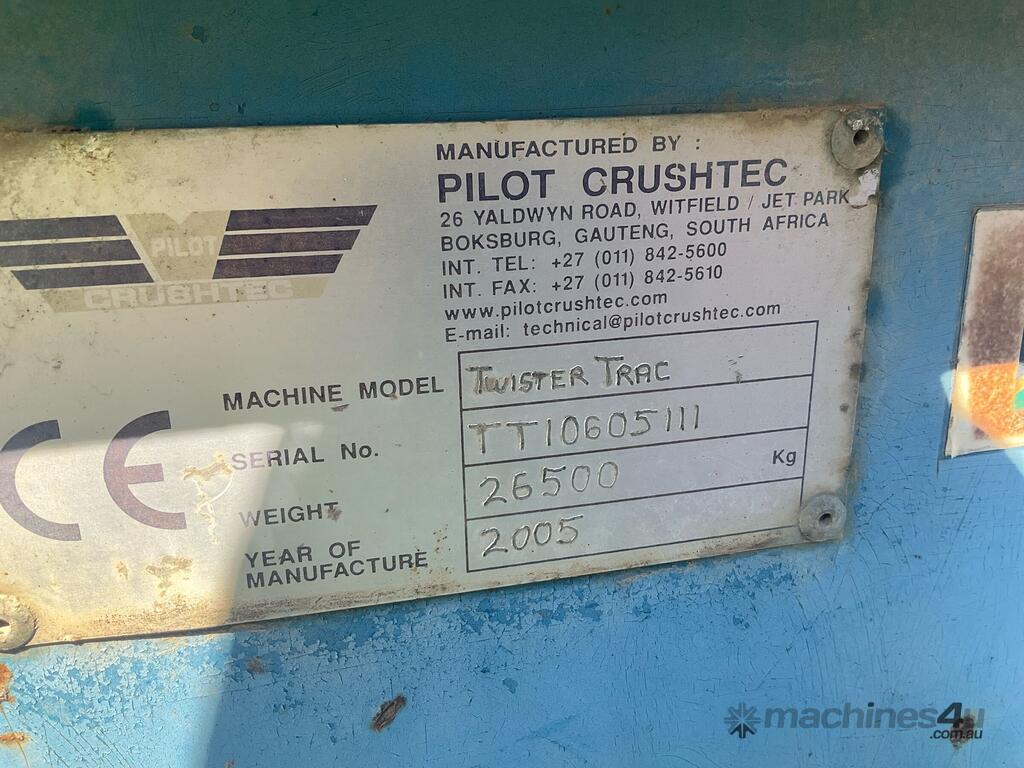 MANUFACTURED BY :
PILOT CRUSHTEC
26 YALDWYN ROAD, WITFIELD / JET PARK
BOKSBURG, GAUTENG, SOUTH AFRICA
INT. TEL: +27 (011) 842-5600
INT. FAX: +27 (011) 842-5610
www.pilotcrushtec.com
E-mail: technical@pilotcrushtec.com
PILOT
CRUSHTEC
MACHINE MODEL TWISTER TRAC
SERIAL No. TT10605111
WEIGHT 26500 Kg
YEAR OF
MANUFACTURE 2005
CE
machines4u
.com.au